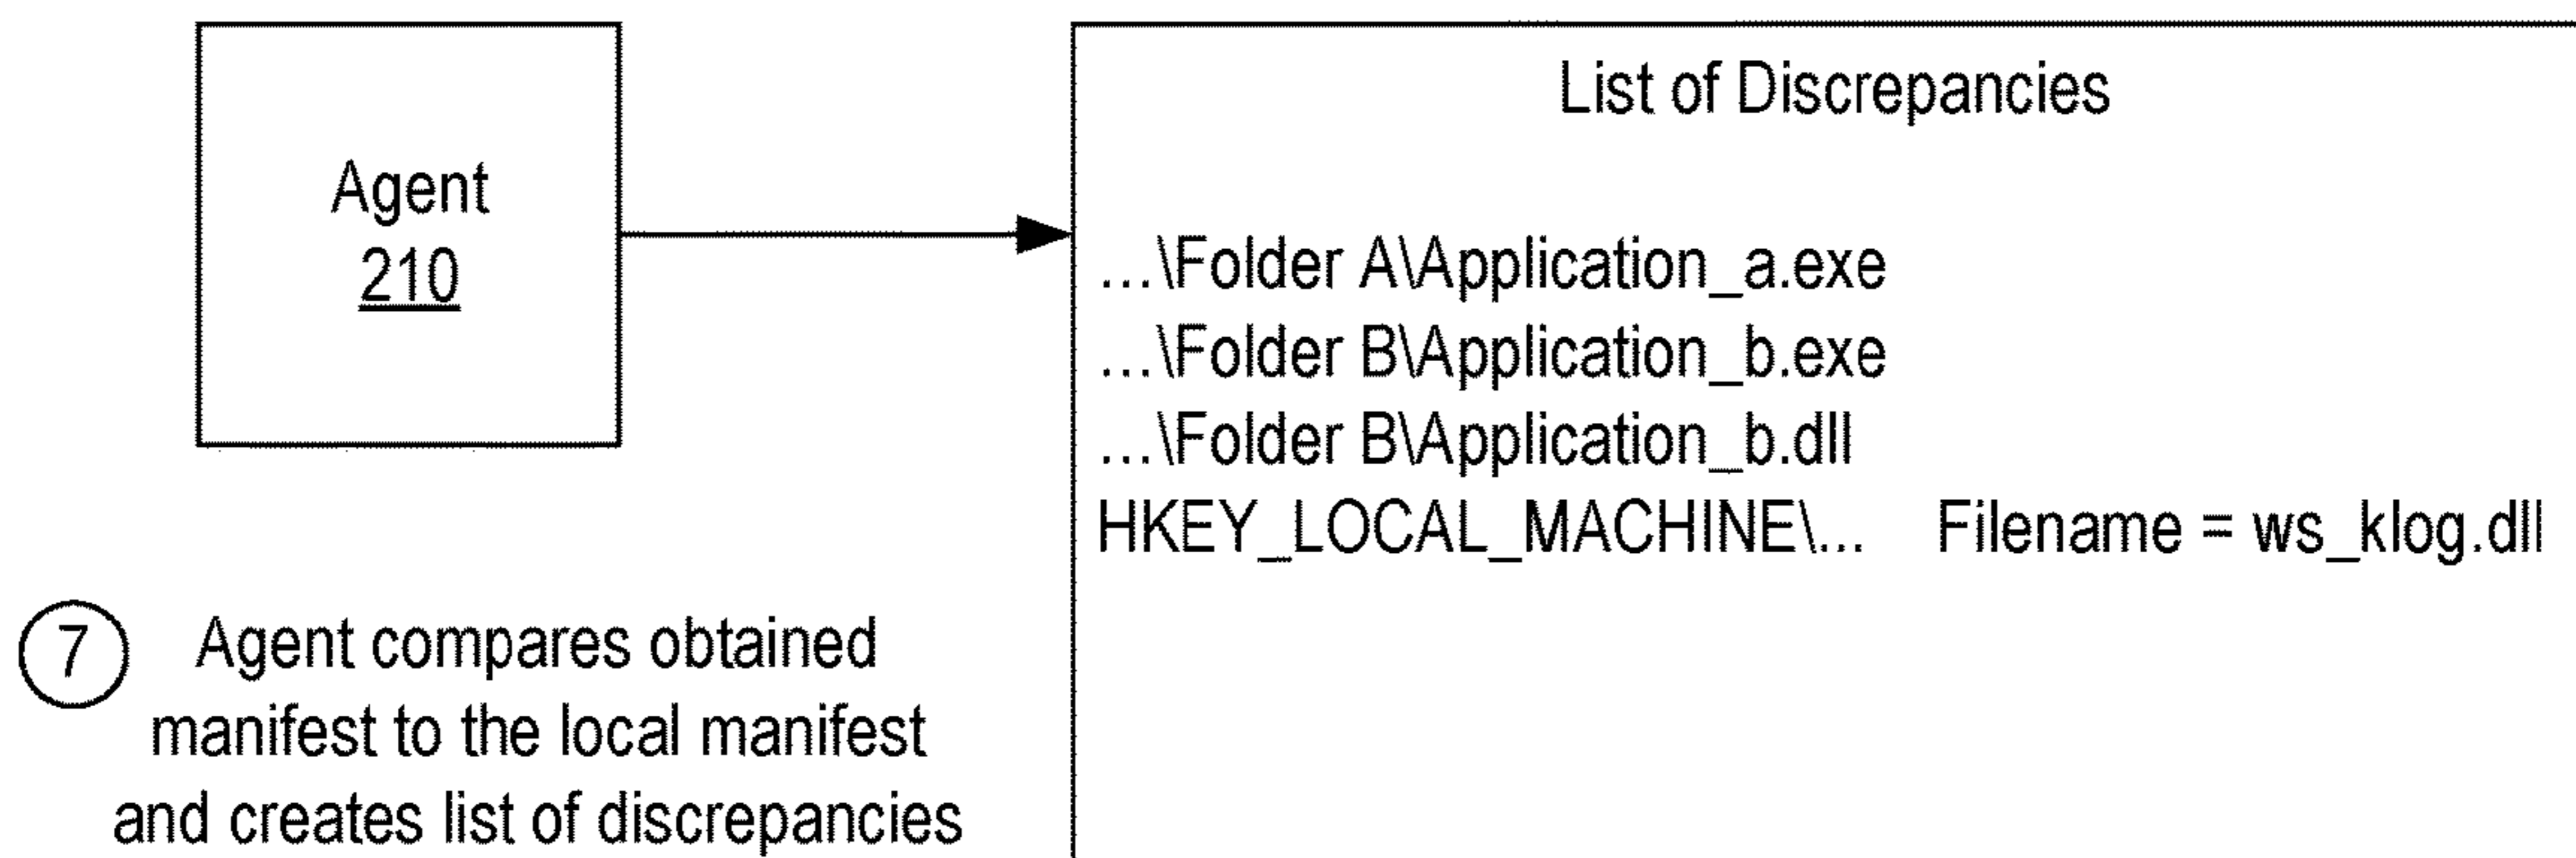 Agent
210
List of Discrepancies
...\Folder A\Application_a.exe
...\Folder B\Application_b.exe
...\Folder B\Application_b.dll
HKEY_LOCAL_MACHINE\... Filename = ws_klog.dll
7
Agent compares obtained
manifest to the local manifest
and creates list of discrepancies